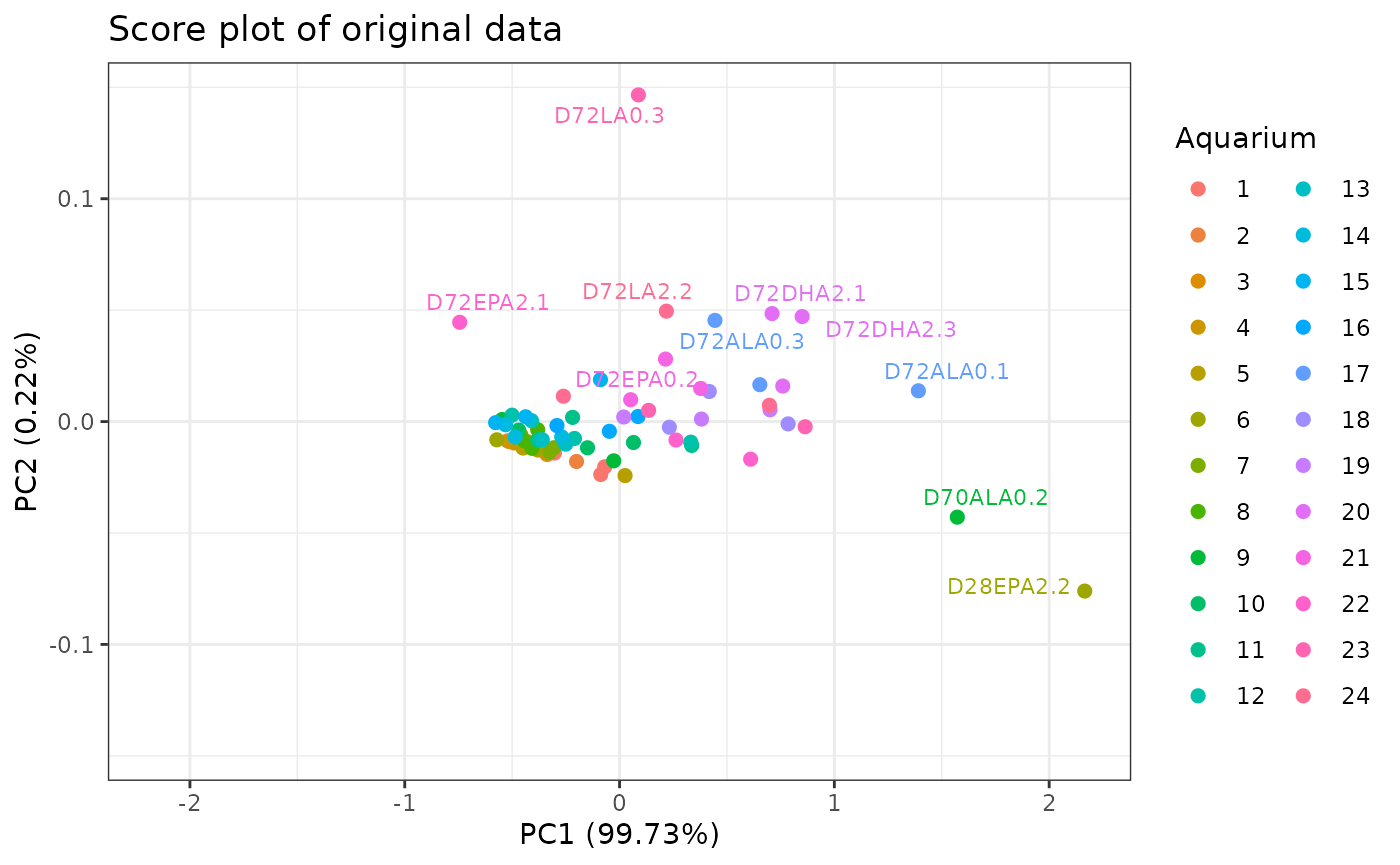 Score plot of original data
D72LA0.3
0.1
D72LA2.2
D72DHA2.1
D72EPA2.1
D72DHA2.3
D72ALA0.3
D72EPA0.2
D72ALA0.1
0.0
D70ALA0.2
D28EPA2.2
-0.1
-2 -1 0 1 2
PC1 (99.73%)
PC2 (0.22%)
Aquarium
1 13
2 14
3 15
4 16
5 17
6 18
7 19
8 20
9 21
10 22
11 23
12 24